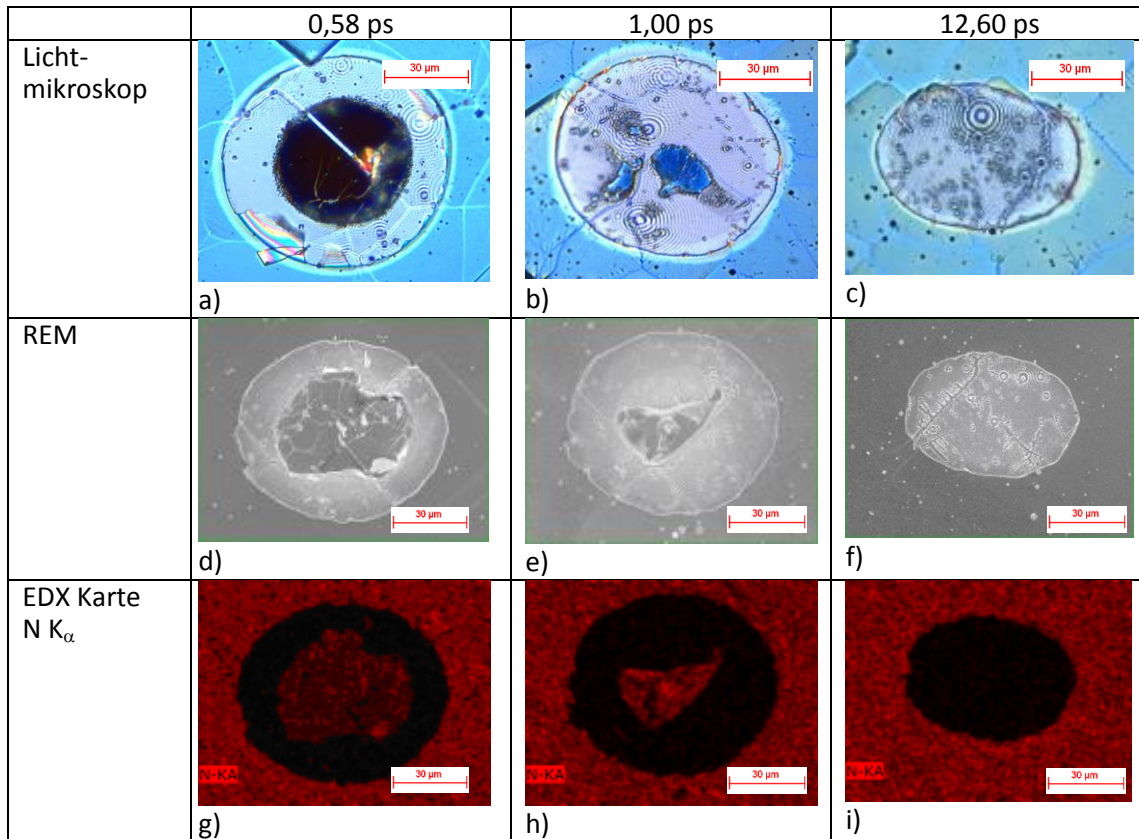 0,58 ps 1,00 ps 12,60 ps
Licht-
mikroskop
30 µm 30 µm 30 µm
a) b) c)
REM
30 µm 30 µm 30 µm
d) e) f)
EDX Karte
N Kα
N-KA N-KA N-KA
30 µm 30 µm 30 µm
g) h) i)